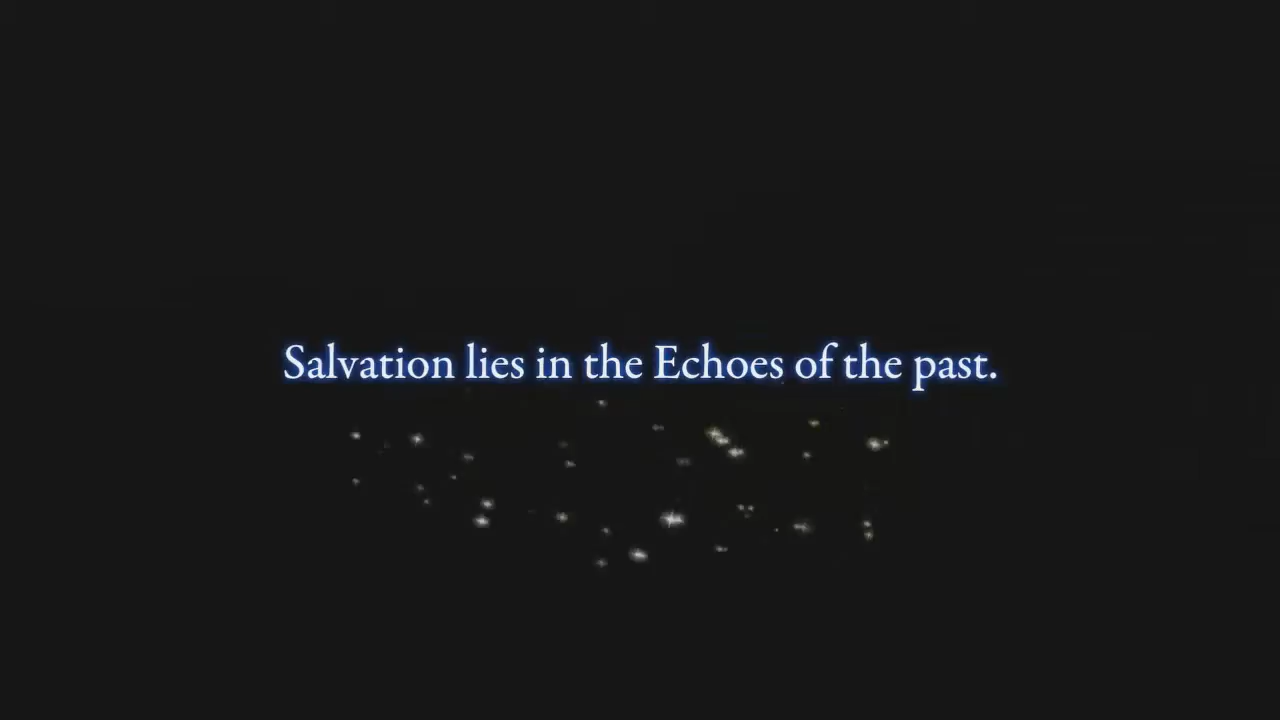 Salvation lies in the Echoes of the past.